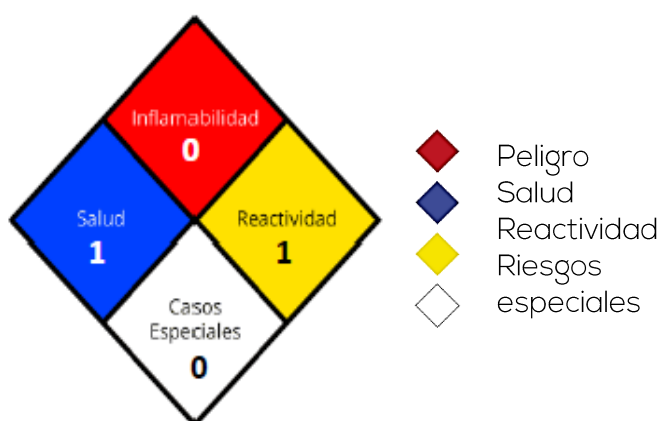 Inflamabilidad
0
Salud
1
Reactividad
1
Casos
Especiales
0
Peligro
Salud
Reactividad
Riesgos
especiales